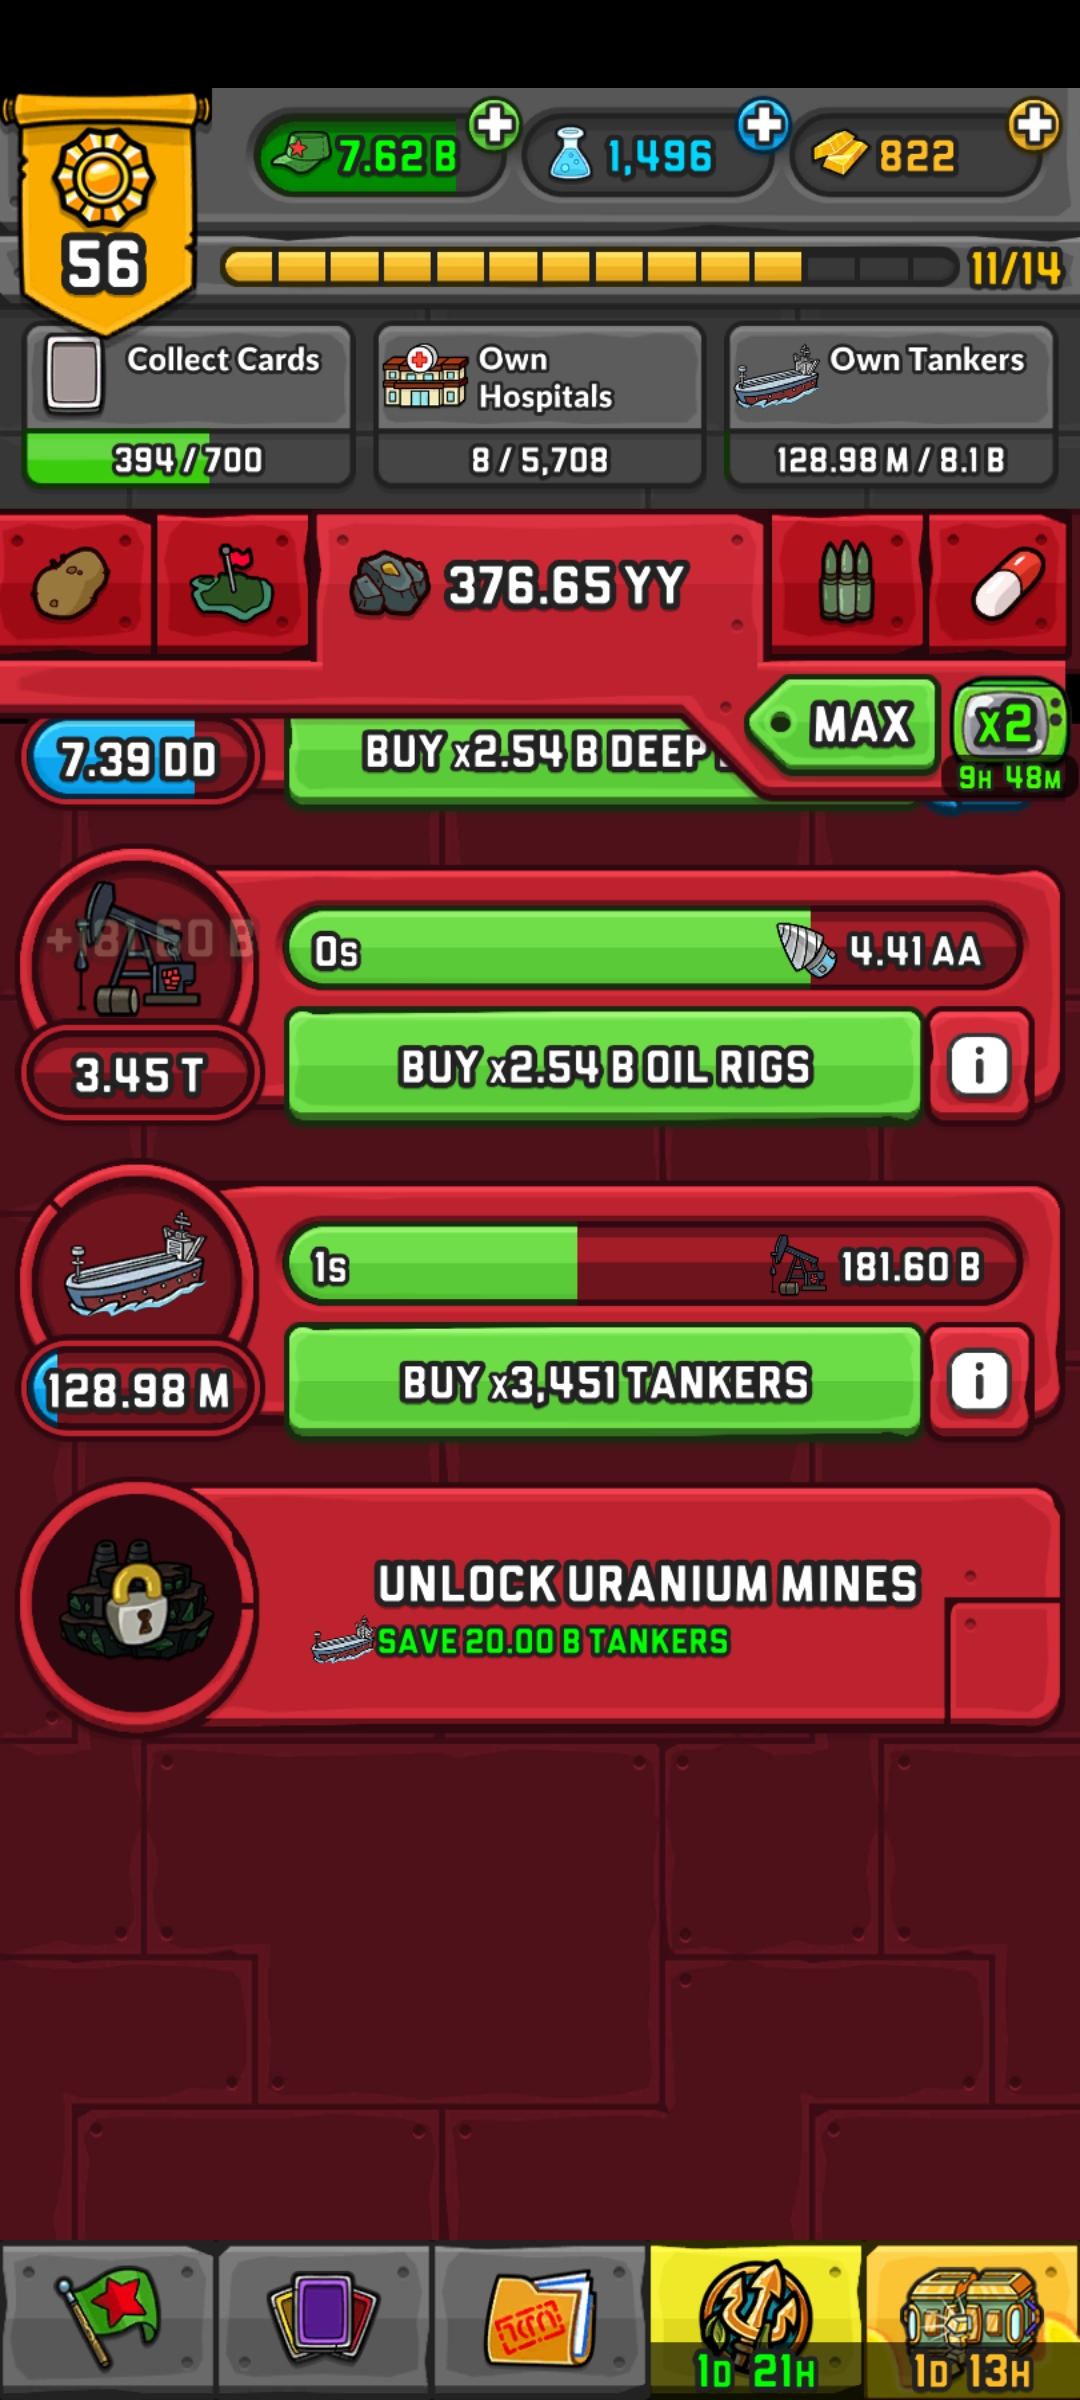 7.62 B
1,496
822
56
11/14
Collect Cards
394 / 700
Own
Hospitals
8 / 5,708
Own Tankers
128.98 M / 8.1 B
376.65 YY
MAX
x2
9H 48M
7.39 DD
BUY x2.54 B DEEP
+181.60 B
0s
4.41 AA
3.45 T
BUY x2.54 B OIL RIGS
i
1s
181.60 B
128.98 M
BUY x3,451 TANKERS
i
UNLOCK URANIUM MINES
SAVE 20.00 B TANKERS
1D 21H
1D 13H